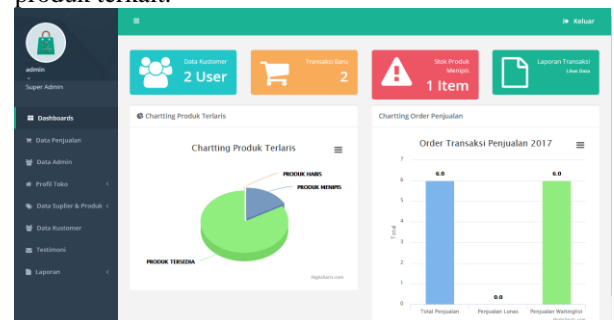 produk terkait.
Keluar
admin
Super Admin
Dashboards
Data Penjualan
Data Admin
Profil Toko
Data Suplier & Produk
Data Kustomer
Testimoni
Laporan
Data Kustomer
2 User
Transaksi Baru
2
Stok Produk
Menipis
1 Item
Laporan Transaksi
Lihat Data
Chartting Produk Terlaris
Chartting Produk Terlaris
PRODUK HABIS
PRODUK MENIPIS
PRODUK TERSEDIA
Highcharts.com
Chartting Order Penjualan
Order Transaksi Penjualan 2017
Total
7
6
5
4
3
2
1
0
6.0
0.0
6.0
Total Penjualan
Penjualan Lunas
Penjualan Waitinglist
Highcharts.com